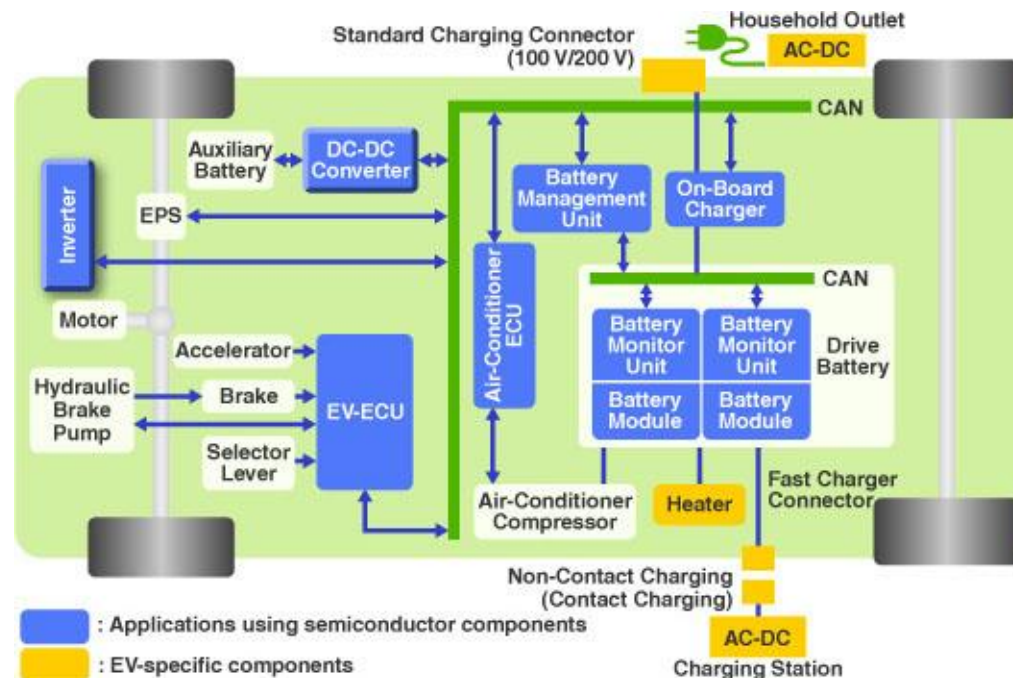 Household Outlet
AC-DC
Standard Charging Connector
(100 V/200 V)
CAN
Auxiliary
Battery
DC-DC
Converter
Battery
Management
Unit
On-Board
Charger
EPS
Inverter
Air-Conditioner
ECU
CAN
Motor
Battery
Monitor
Unit
Battery
Module
Battery
Monitor
Unit
Battery
Module
Drive
Battery
Accelerator
Hydraulic
Brake
Pump
Brake
Selector
Lever
EV-ECU
Air-Conditioner
Compressor
Heater
Fast Charger
Connector
Non-Contact Charging
(Contact Charging)
AC-DC
Charging Station
: Applications using semiconductor components
: EV-specific components